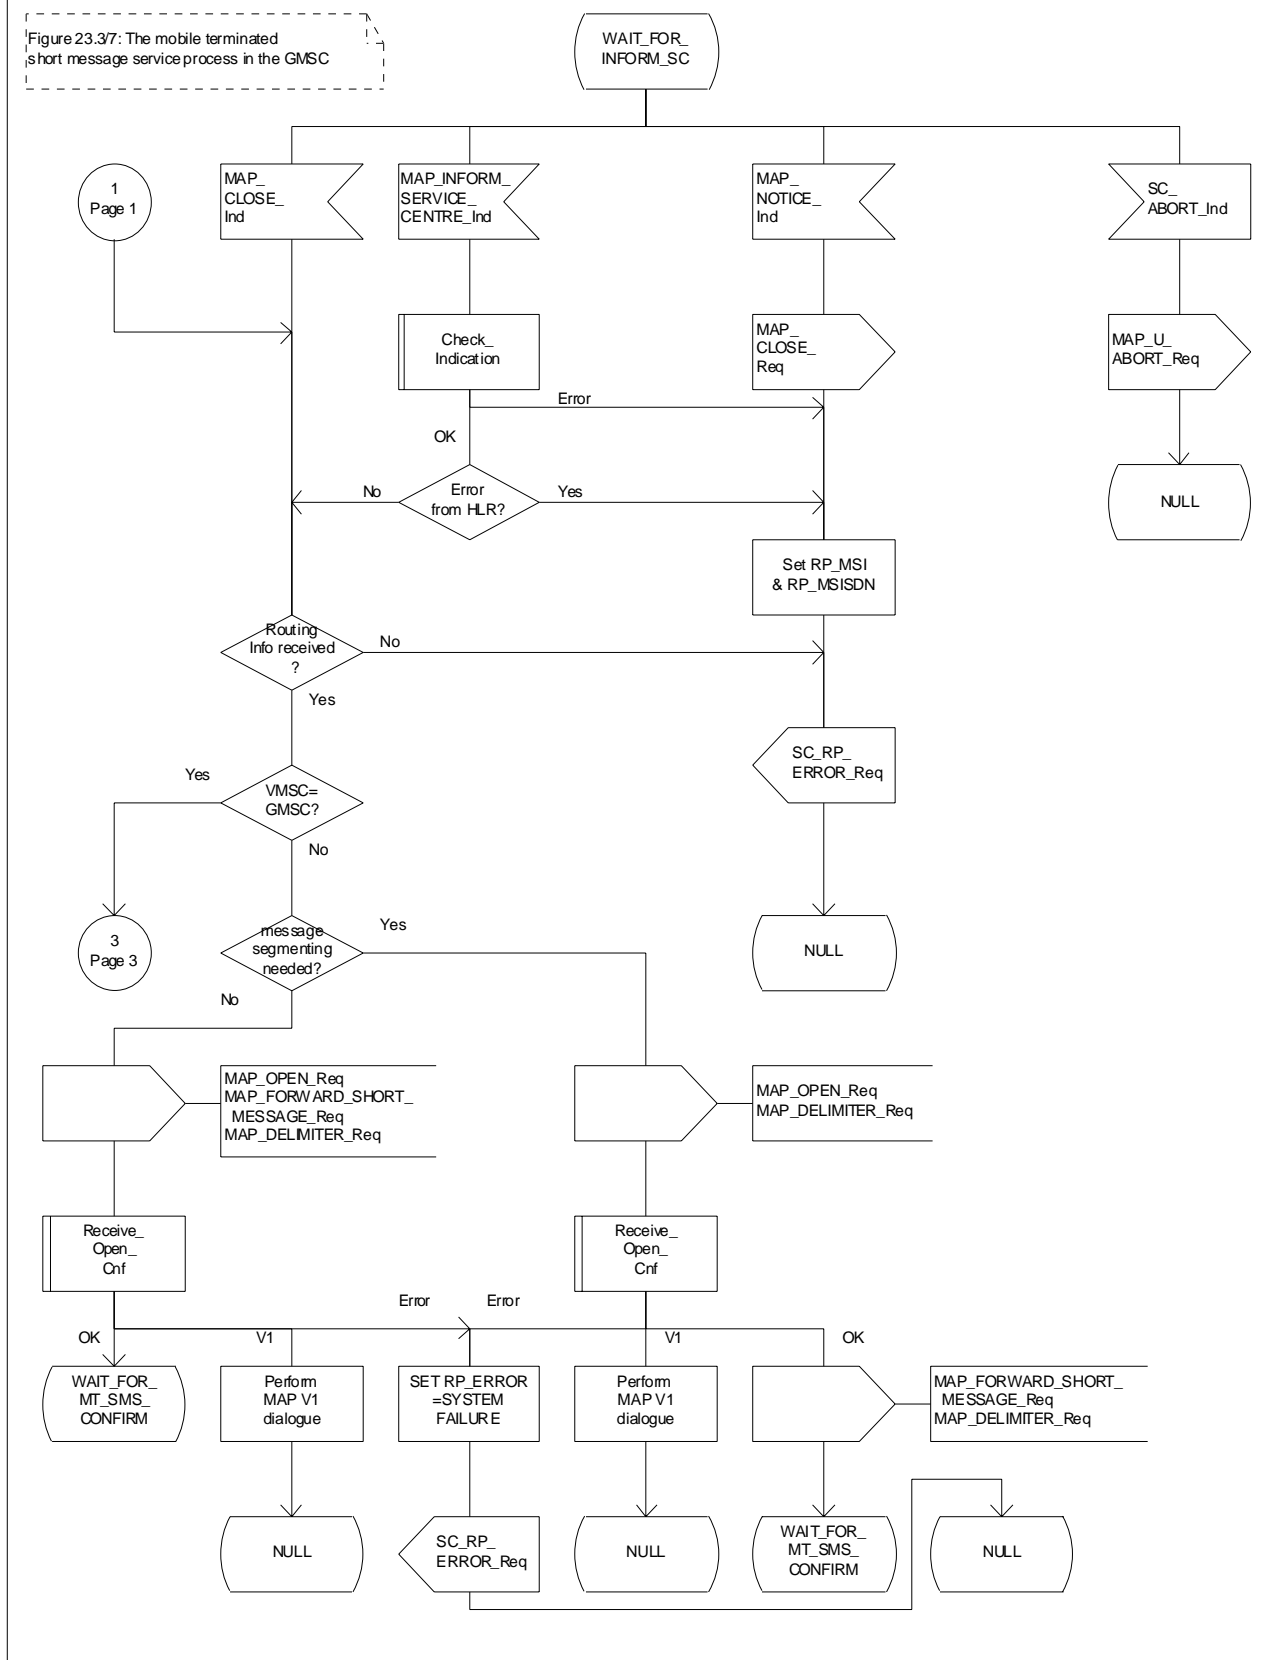 Figure 23.3/7: The mobile terminated
short message service process in the GMSC
WAIT_FOR_
INFORM_SC
1
Page 1
MAP_
CLOSE_
Ind
MAP_INFORM_
SERVICE_
CENTRE_Ind
MAP_
NOTICE_
Ind
SC_
ABORT_Ind
Check_
Indication
MAP_
CLOSE_
Req
MAP_U_
ABORT_Req
Error
OK
No
Error
from HLR?
Yes
NULL
Set RP_MSI
& RP_MSISDN
Routing
Info received
?
No
Yes
SC_RP_
ERROR_Req
Yes
VMSC=
GMSC?
No
3
Page 3
message
segmenting
needed?
Yes
No
NULL
MAP_OPEN_Req
MAP_FORWARD_SHORT_
MESSAGE_Req
MAP_DELIMITER_Req
MAP_OPEN_Req
MAP_DELIMITER_Req
Receive_
Open_
Cnf
Receive_
Open_
Cnf
Error
Error
OK
V1
V1
OK
WAIT_FOR_
MT_SMS_
CONFIRM
Perform
MAP V1
dialogue
SET RP_ERROR
=SYSTEM
FAILURE
Perform
MAP V1
dialogue
MAP_FORWARD_SHORT_
MESSAGE_Req
MAP_DELIMITER_Req
NULL
SC_RP_
ERROR_Req
NULL
WAIT_FOR_
MT_SMS_
CONFIRM
NULL